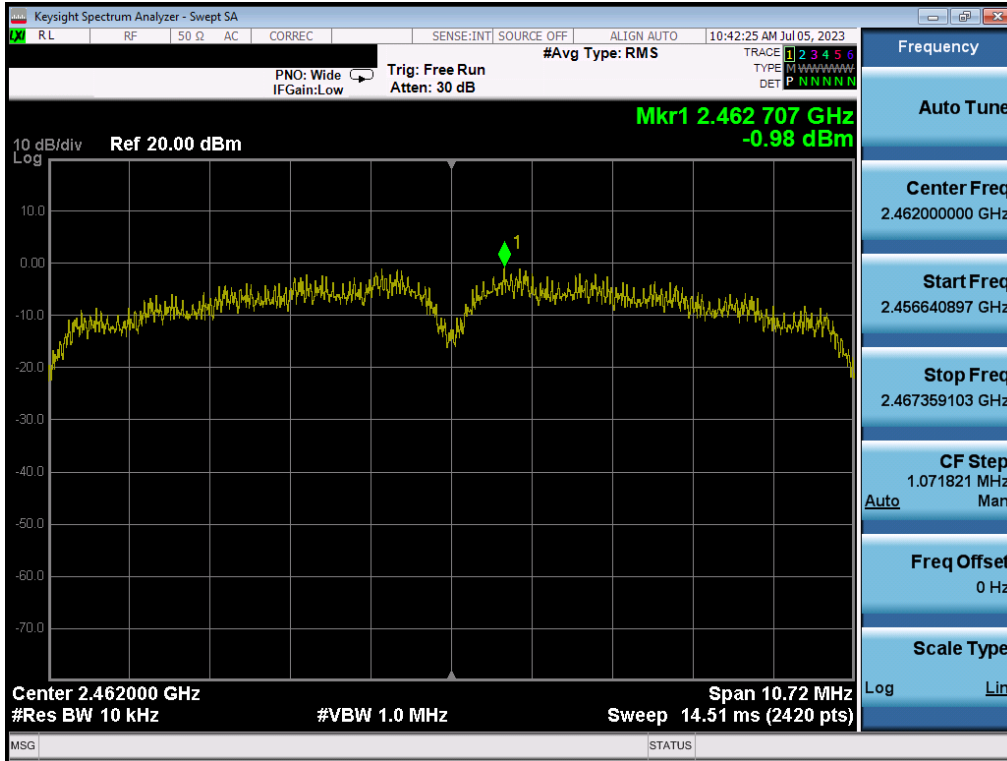 Keysight Spectrum Analyzer - Swept SA
LXI RL RF 50 Ω AC CORREC SENSE:INT SOURCE OFF ALIGN AUTO 10:42:25 AM Jul 05, 2023
#Avg Type: RMS
TRACE 1 2 3 4 5 6
PNO: Wide Trig: Free Run TYPE M WWWWW
IFGain:Low Atten: 30 dB DET P N N N N N
Mkr1 2.462 707 GHz
-0.98 dBm
10 dB/div Ref 20.00 dBm
Log
10.0
1
0.00
-10.0
-20.0
-30.0
-40.0
-50.0
-60.0
-70.0
Center 2.462000 GHz Span 10.72 MHz
#Res BW 10 kHz #VBW 1.0 MHz Sweep 14.51 ms (2420 pts)
MSG STATUS
Frequency
Auto Tune
Center Freq
2.462000000 GHz
Start Freq
2.456640897 GHz
Stop Freq
2.467359103 GHz
CF Step
1.071821 MHz
Auto Man
Freq Offset
0 Hz
Scale Type
Log Lin